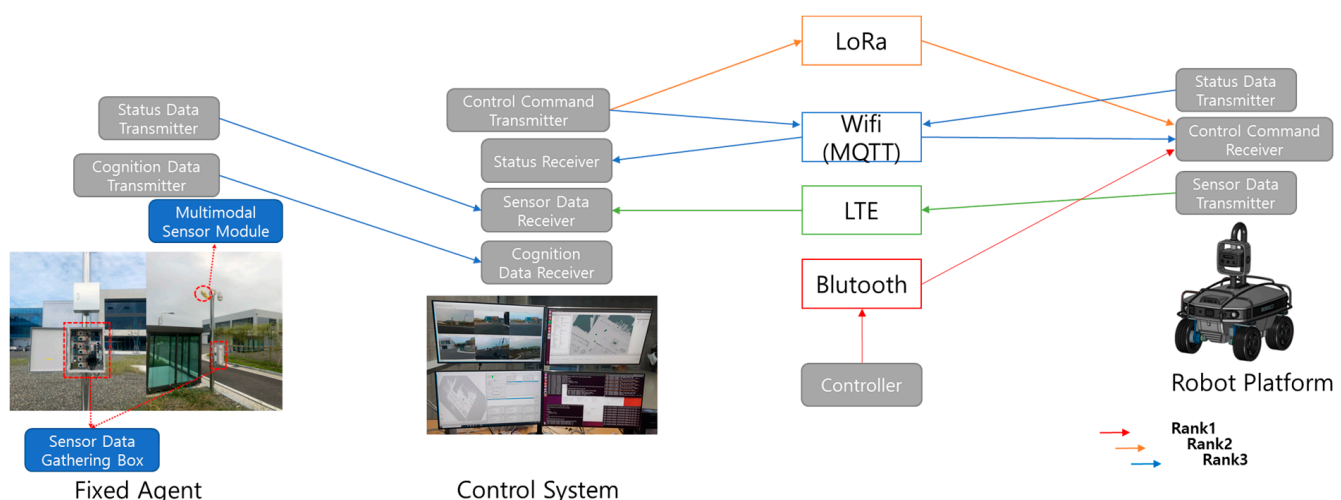 LoRa
Status Data
Transmitter
Control Command
Transmitter
Status Data
Transmitter
Wifi
(MQTT)
Control Command
Receiver
Cognition Data
Transmitter
Status Receiver
Sensor Data
Receiver
LTE
Sensor Data
Transmitter
Multimodal
Sensor Module
Cognition
Data Receiver
Blutooth
Controller
Robot Platform
Sensor Data
Gathering Box
Rank1
Rank2
Rank3
Fixed Agent
Control System